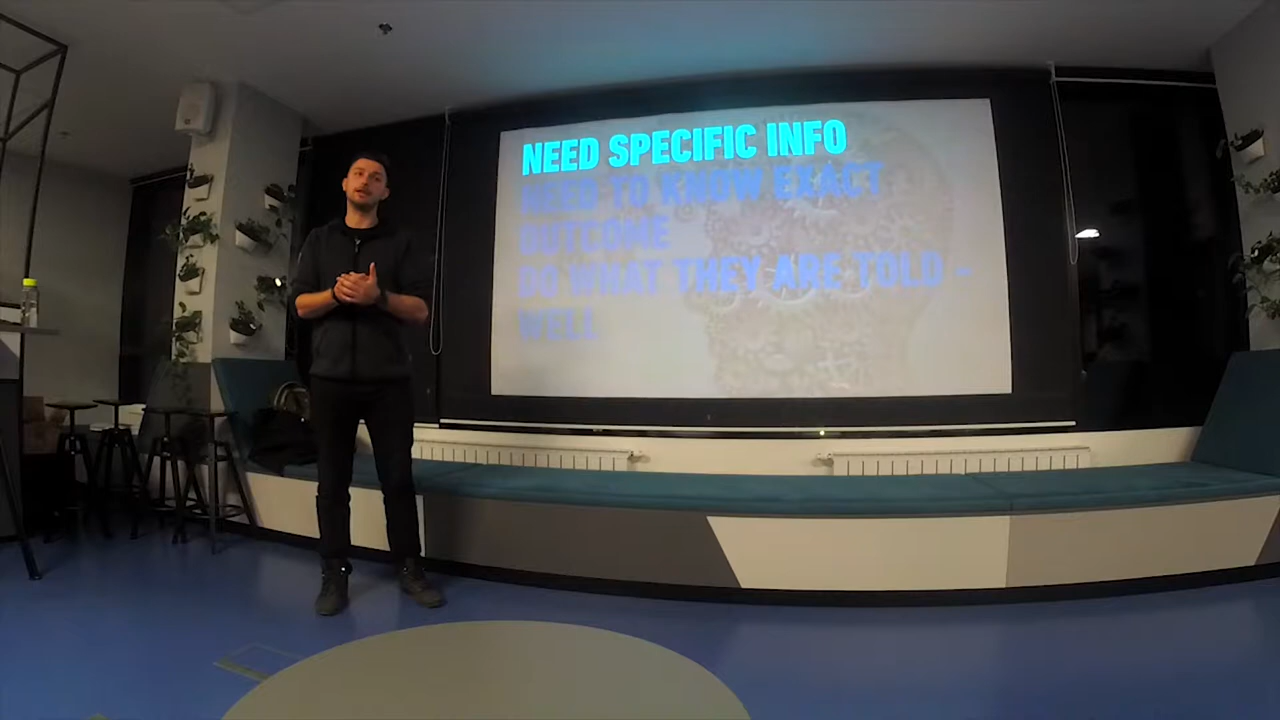 NEED SPECIFIC INFO
NEED TO KNOW EXACT
OUTCOME
DO WHAT THEY ARE TOLD -
WELL